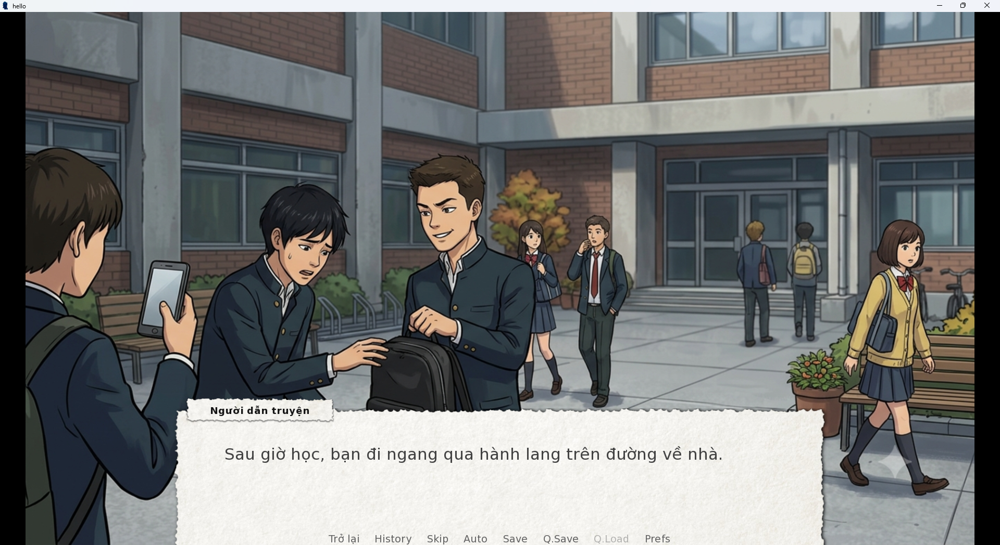 hello
Người dẫn truyện
Sau giờ học, bạn đi ngang qua hành lang trên đường về nhà.
Trở lại History Skip Auto Save Q.Save Q.Load Prefs